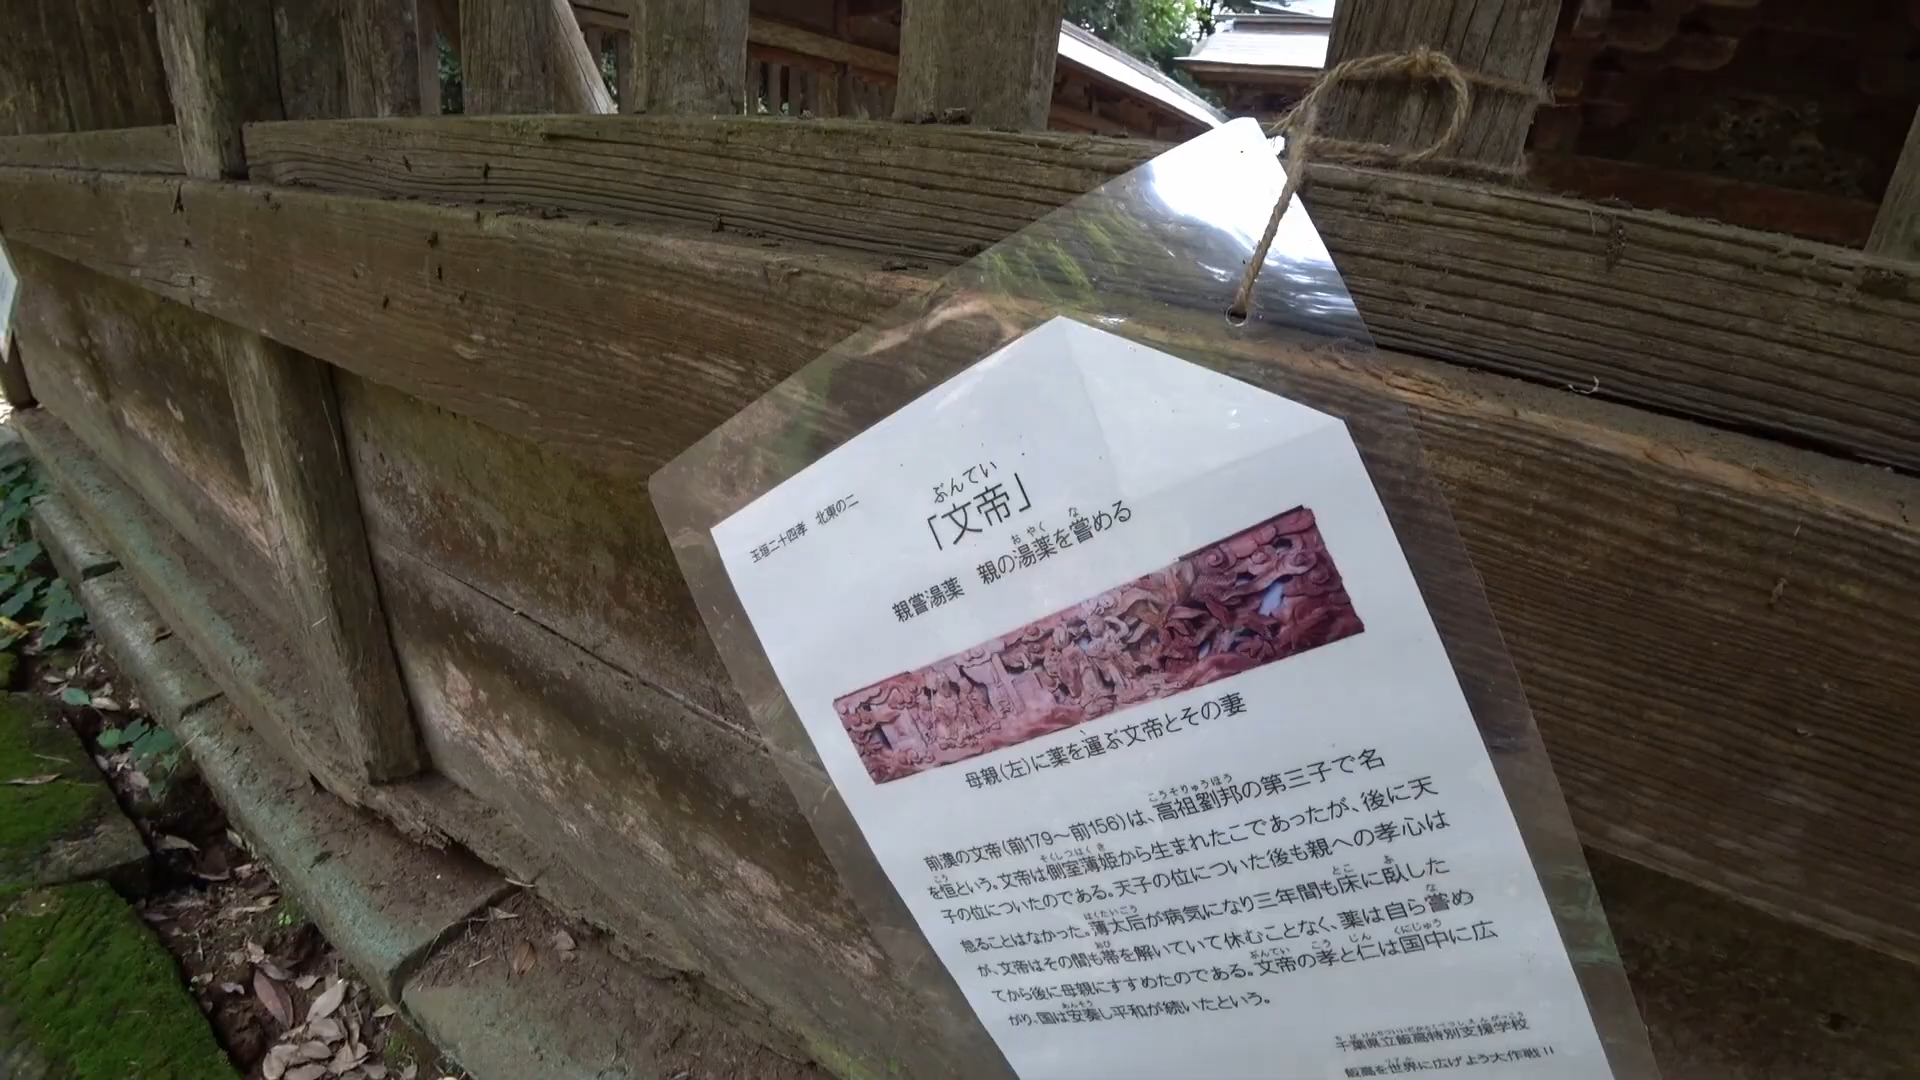 玉垣二十四孝 北東の二
ぶんてい
「文帝」
おやく な
親嘗湯薬 親の湯薬を嘗める
母親(左)に薬を運ぶ文帝とその妻
こうそりゅうほう
前漢の文帝(前179～前156)は、高祖劉邦の第三子で名
こう そくしつはくき
を恒という。文帝は側室薄姫から生まれたこであったが、後に天
子の位についたのである。天子の位についた後も親への孝心は
はくたいごう とこ ふ
怠ることはなかった。薄太后が病気になり三年間も床に臥した
おび な
が、文帝はその間も帯を解いていて休むことなく、薬は自ら嘗め
ぶんてい こう じん くにじゅう
てから後に母親にすすめたのである。文帝の孝と仁は国中に広
あんそう
がり、国は安奏し平和が続いたという。
千葉県立飯高特別支援学校
飯高を世界に広げよう大作戦!!